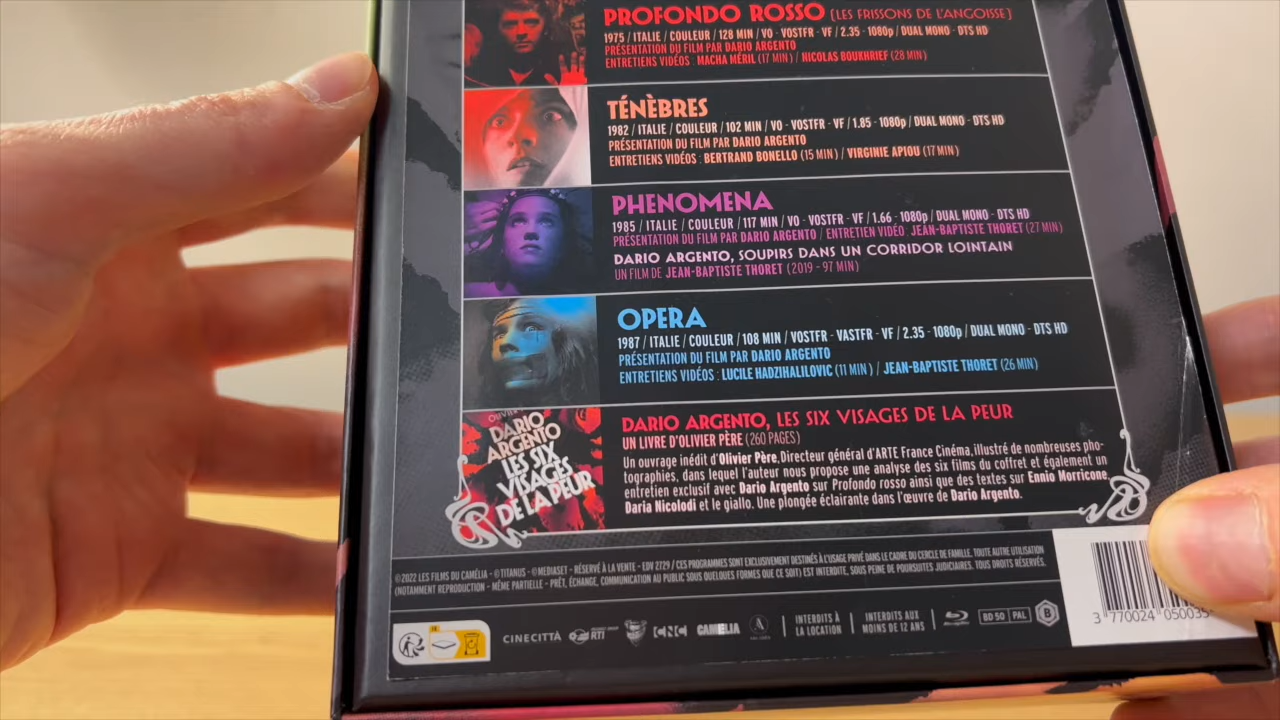 PROFONDO ROSSO (LES FRISSONS DE L'ANGOISSE)
1975 / ITALIE / COULEUR / 128 MIN / VO - VOSTFR - VF / 2.35 - 1080p / DUAL MONO - DTS HD
PRÉSENTATION DU FILM PAR DARIO ARGENTO
ENTRETIENS VIDÉOS : MACHA MÉRIL (17 MIN) / NICOLAS BOUKHRIEF (28 MIN)
TÉNÈBRES
1982 / ITALIE / COULEUR / 102 MIN / VO - VOSTFR - VF / 1.85 - 1080p / DUAL MONO - DTS HD
PRÉSENTATION DU FILM PAR DARIO ARGENTO
ENTRETIENS VIDÉOS : BERTRAND BONELLO (15 MIN) / VIRGINIE APIOU (17 MIN)
PHENOMENA
1985 / ITALIE / COULEUR / 117 MIN / VO - VOSTFR - VF / 1.66 - 1080p / DUAL MONO - DTS HD
PRÉSENTATION DU FILM PAR DARIO ARGENTO / ENTRETIEN VIDÉO : JEAN-BAPTISTE THORET (27 MIN)
DARIO ARGENTO, SOUPIRS DANS UN CORRIDOR LOINTAIN
UN FILM DE JEAN-BAPTISTE THORET (2019 - 97 MIN)
OPERA
1987 / ITALIE / COULEUR / 108 MIN / VOSTFR - VASTFR - VF / 2.35 - 1080p / DUAL MONO - DTS HD
PRÉSENTATION DU FILM PAR DARIO ARGENTO
ENTRETIENS VIDÉOS : LUCILE HADZIHALILOVIC (11 MIN) / JEAN-BAPTISTE THORET (26 MIN)
DARIO
ARGENTO
LES SIX
VISAGES
DE LA PEUR
DARIO ARGENTO, LES SIX VISAGES DE LA PEUR
UN LIVRE D'OLIVIER PÈRE (260 PAGES)
Un ouvrage inédit d'Olivier Père, Directeur général d'ARTE France Cinéma, illustré de nombreuses pho-
tographies, dans lequel l'auteur nous propose une analyse des six films du coffret et également un
entretien exclusif avec Dario Argento sur Profondo rosso ainsi que des textes sur Ennio Morricone,
Daria Nicolodi et le giallo. Une plongée éclairante dans l'œuvre de Dario Argento.
©2022 LES FILMS DU CAMÉLIA - ©TITANUS - ©MEDIASET - RÉSERVÉ À LA VENTE - EDV 2729 / CES PROGRAMMES SONT EXCLUSIVEMENT DESTINÉS À L'USAGE PRIVÉ DANS LE CADRE DU CERCLE DE FAMILLE. TOUTE AUTRE UTILISATION
(NOTAMMENT REPRODUCTION - MÊME PARTIELLE - PRÊT, ÉCHANGE, COMMUNICATION AU PUBLIC SOUS QUELQUES FORMES QUE CE SOIT) EST INTERDITE, SOUS PEINE DE POURSUITES JUDICIAIRES. TOUS DROITS RÉSERVÉS.
CINECITTÀ
RTI
CNC
CAMÉLIA
INTERDITS À
LA LOCATION
INTERDITS AUX
MOINS DE 12 ANS
BD 50
PAL
B
3 770024 05003